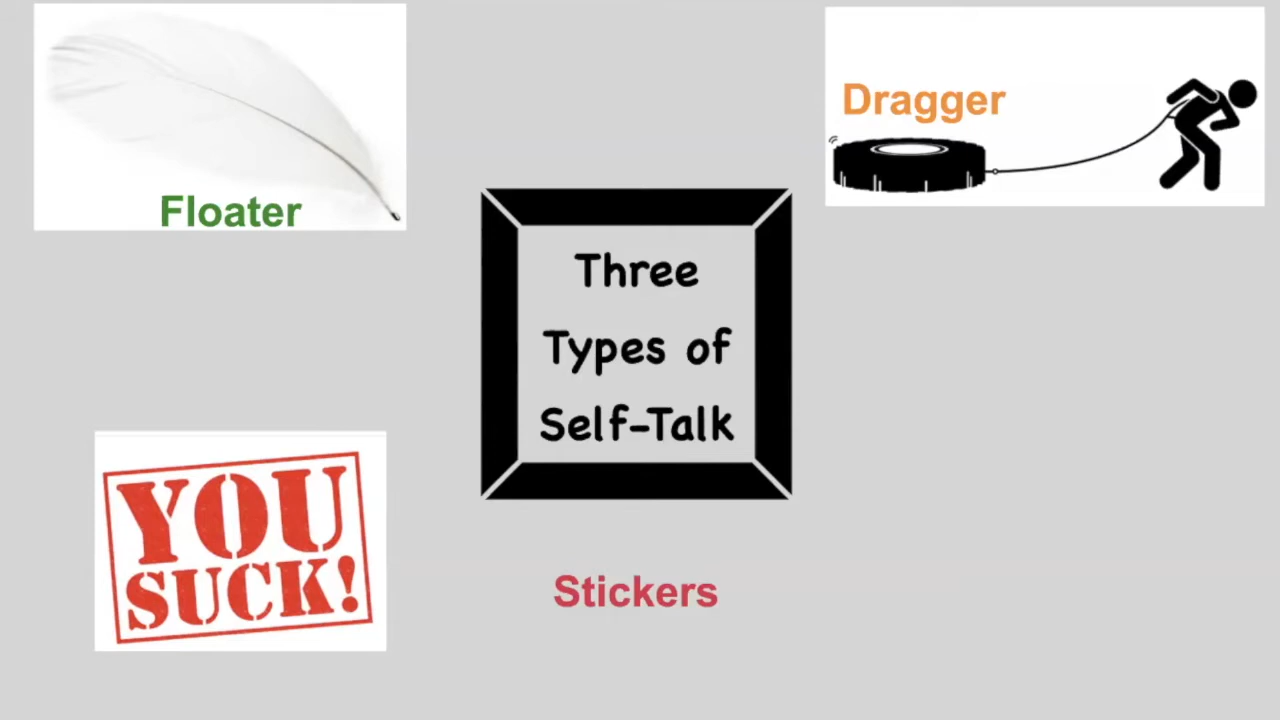 Floater
Dragger
Three
Types of
Self-Talk
YOU
SUCK!
Stickers